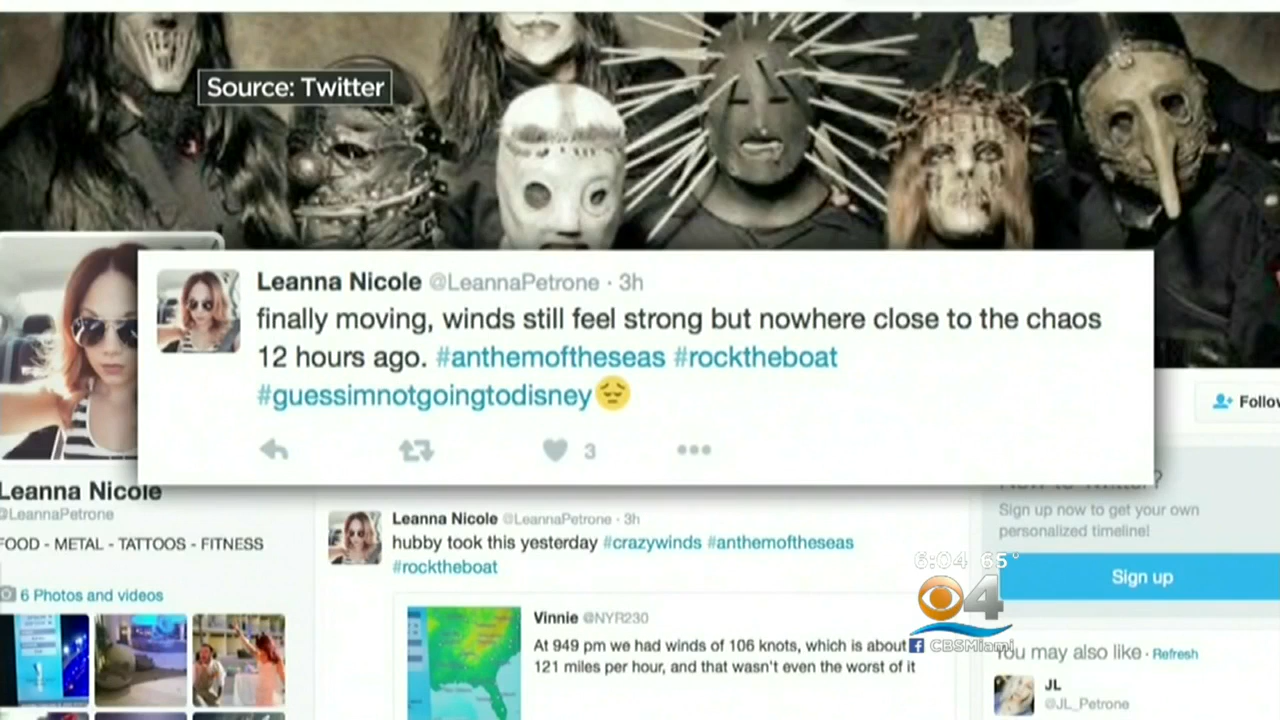 Source: Twitter
Leanna Nicole @LeannaPetrone · 3h
finally moving, winds still feel strong but nowhere close to the chaos
12 hours ago. #anthemoftheseas #rocktheboat
#guessimnotgoingtodisney
3
Follow
Leanna Nicole
@LeannaPetrone
FOOD - METAL - TATTOOS - FITNESS
6 Photos and videos
Leanna Nicole @LeannaPetrone · 3h
hubby took this yesterday #crazywinds #anthemoftheseas
#rocktheboat
Vinnie @NYR230
At 949 pm we had winds of 106 knots, which is about
121 miles per hour, and that wasn't even the worst of it
Sign up now to get your own
personalized timeline!
Sign up
6:04 65°
4
CBSMiami
You may also like · Refresh
JL
@JL_Petrone